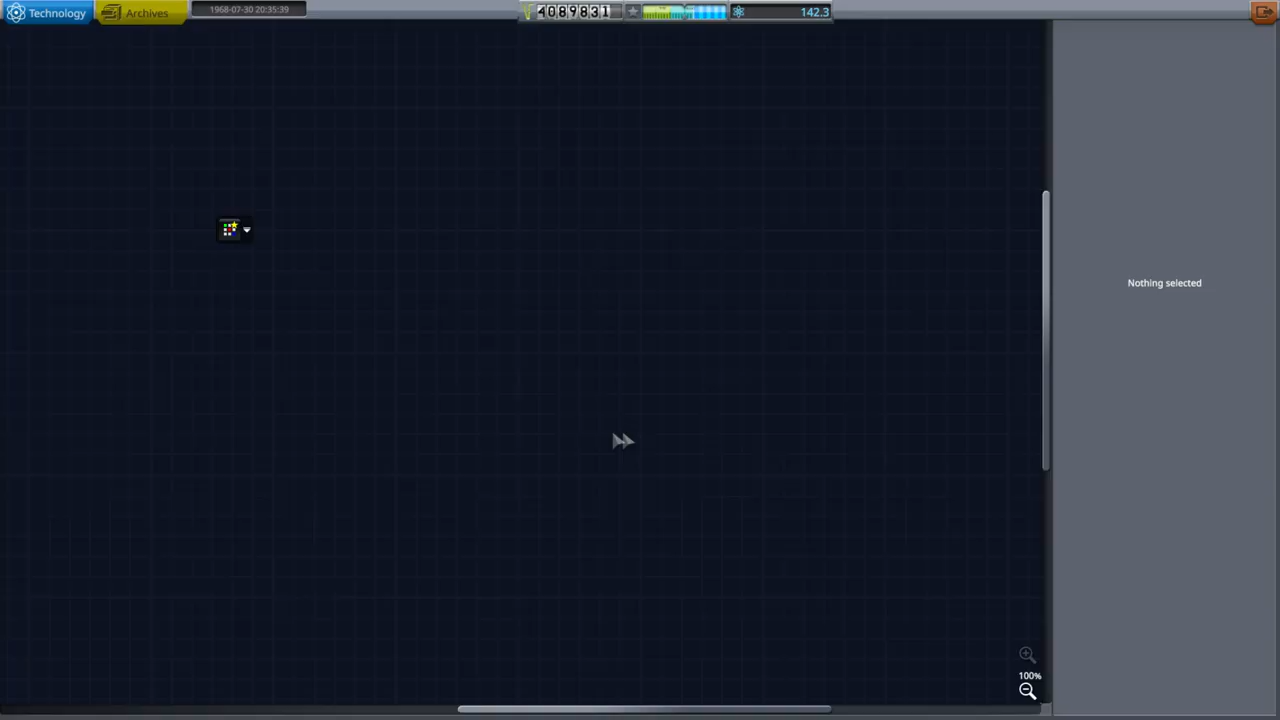 Technology
Archives
1968-07-30 20:35:39
4089831
142.3
Nothing selected
100%